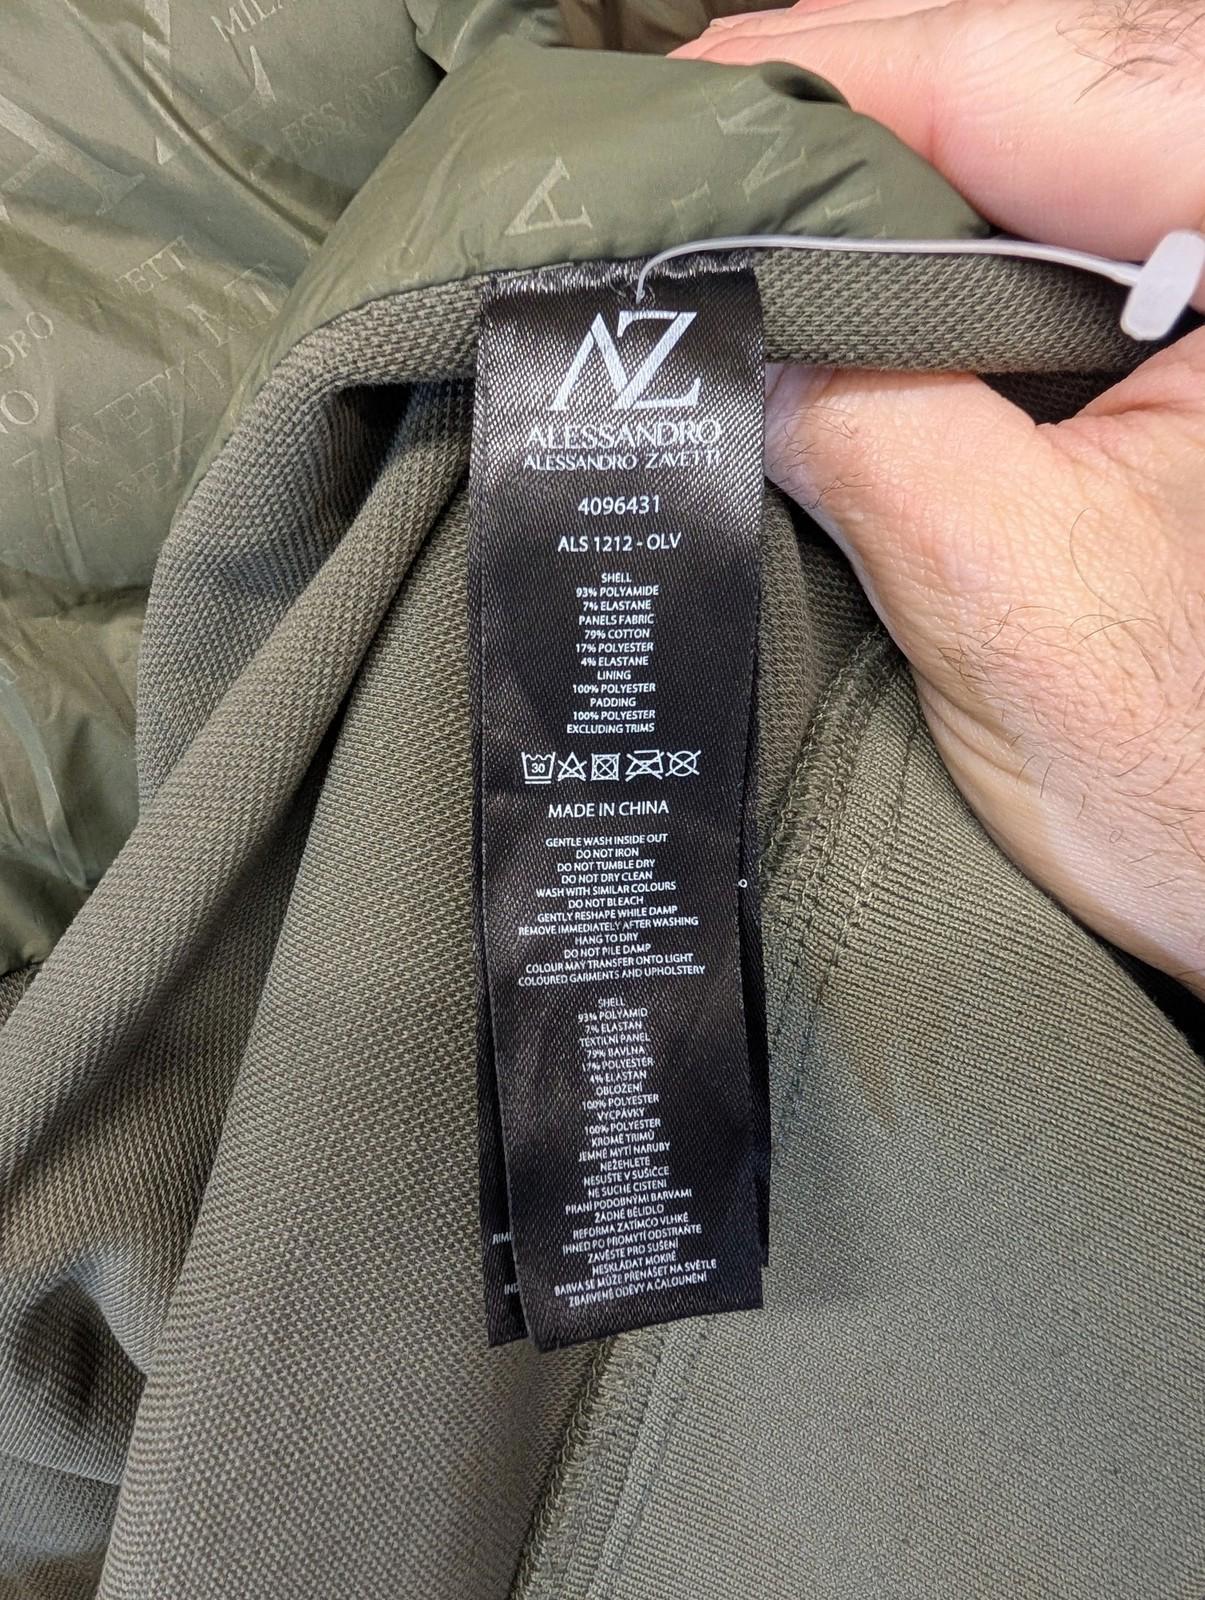 MILA
ALESSAND
VETT
DRO
NO
ZAVETTI
AZ
ALESSANDRO
ALESSANDRO ZAVETTI
4096431
ALS 1212 - OLV
SHELL
93% POLYAMIDE
7% ELASTANE
PANELS FABRIC
79% COTTON
17% POLYESTER
4% ELASTANE
LINING
100% POLYESTER
PADDING
100% POLYESTER
EXCLUDING TRIMS
30
MADE IN CHINA
GENTLE WASH INSIDE OUT
DO NOT IRON
DO NOT TUMBLE DRY
DO NOT DRY CLEAN
WASH WITH SIMILAR COLOURS
DO NOT BLEACH
GENTLY RESHAPE WHILE DAMP
REMOVE IMMEDIATELY AFTER WASHING
HANG TO DRY
DO NOT PILE DAMP
COLOUR MAY TRANSFER ONTO LIGHT
COLOURED GARMENTS AND UPHOLSTERY
SHELL
93% POLYAMID
7% ELASTAN
TEXTILNÍ PANEL
79% BAVLNA
17% POLYESTER
4% ELASTAN
OBLOŽENÍ
100% POLYESTER
VYCPÁVKY
100% POLYESTER
KROMĚ TRIMŮ
JEMNÉ MYTÍ NARUBY
NEŽEHLETE
NESUŠTE V SUŠIČCE
NE SUCHÉ ČISTENÍ
PRANÍ PODOBNÝMI BARVAMI
ŽÁDNÉ BĚLIDLO
REFORMA ZATÍMCO VLHKÉ
IHNED PO PROMYTÍ ODSTRAŇTE
ZAVĚSTE PRO SUŠENÍ
NESKLÁDAT MOKRÉ
BARVA SE MŮŽE PŘENÁŠET NA SVĚTLE
ZBARVENÉ ODĚVY A ČALOUNĚNÍ